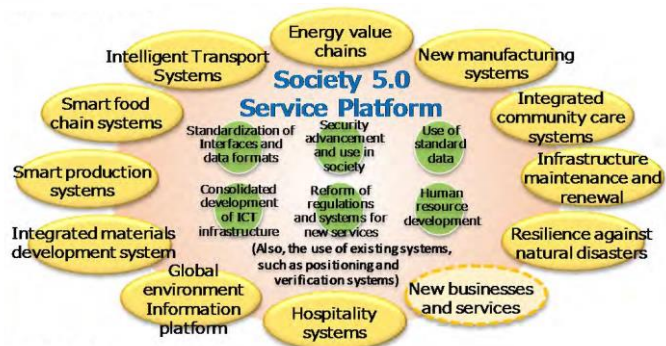 Energy value
chains
Intelligent Transport
Systems
New manufacturing
systems
Society 5.0
Service Platform
Smart food
chain systems
Integrated
community care
systems
Standardization of
Interfaces and
data formats
Security
advancement
and use in
society
Use of
standard
data
Smart production
systems
Infrastructure
maintenance and
renewal
Consolidated
development
of ICT
infrastructure
Reform of
regulations
and systems for
new services
Human
resource
development
Integrated materials
development system
Resilience against
natural disasters
(Also, the use of existing systems,
such as positioning and
verification systems)
Global
environment
Information
platform
New businesses
and services
Hospitality
systems